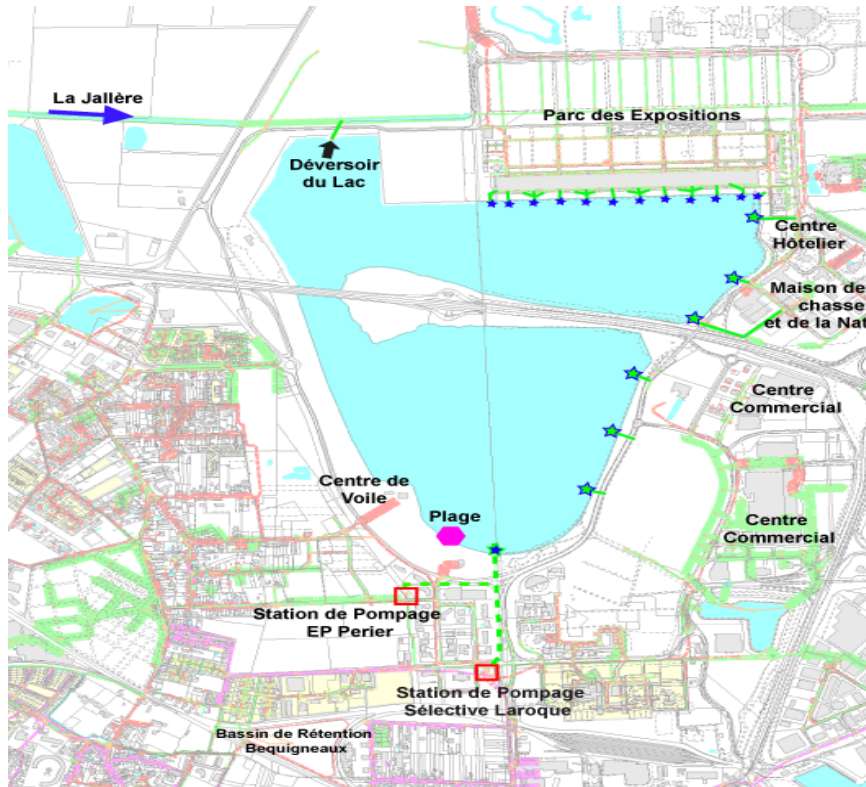 La Jallère
Parc des Expositions
Déversoir
du Lac
Centre
Hôtelier
Maison de
chasse
et de la Nat
Centre
Commercial
Centre de
Voile
Plage
Centre
Commercial
Station de Pompage
EP Perier
Station de Pompage
Sélective Laroque
Bassin de Rétention
Bequigneaux